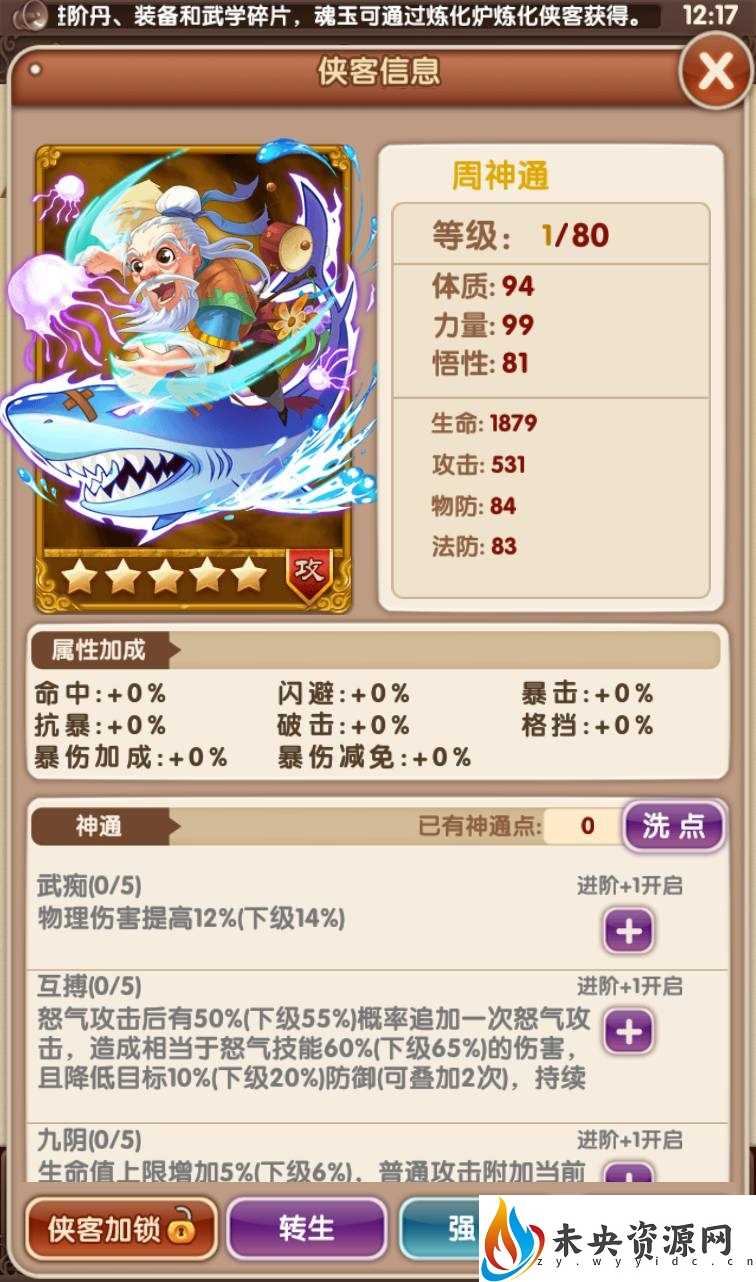 阶丹、装备和武学碎片，魂玉可通过炼化炉炼化侠客获得。
12:17
侠客信息
周神通
等级: 1/80
体质: 94
力量: 99
悟性: 81
生命: 1879
攻击: 531
物防: 84
法防: 83
攻
属性加成
命中:+0% 闪避:+0% 暴击:+0%
抗暴:+0% 破击:+0% 格挡:+0%
暴伤加成:+0% 暴伤减免:+0%
神通 已有神通点: 0 洗点
武痴(0/5) 进阶+1开启
物理伤害提高12%(下级14%)
互搏(0/5) 进阶+1开启
怒气攻击后有50%(下级55%)概率追加一次怒气攻
击，造成相当于怒气技能60%(下级65%)的伤害，
且降低目标10%(下级20%)防御(可叠加2次)，持续
九阴(0/5) 进阶+1开启
生命值上限增加5%(下级6%)，普通攻击附加当前
侠客加锁 转生 强
未央资源网
zy.wyyidc.cn